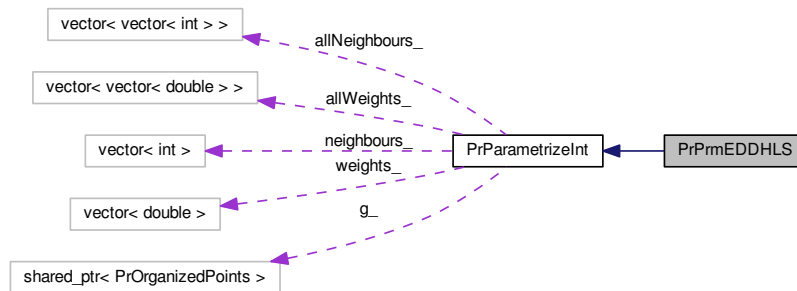 vector< vector< int > >
allNeighbours_
vector< vector< double > >
allWeights_
vector< int >
neighbours_
PrParametrizeInt
PrPrmEDDHLS
weights_
vector< double >
g_
shared_ptr< PrOrganizedPoints >